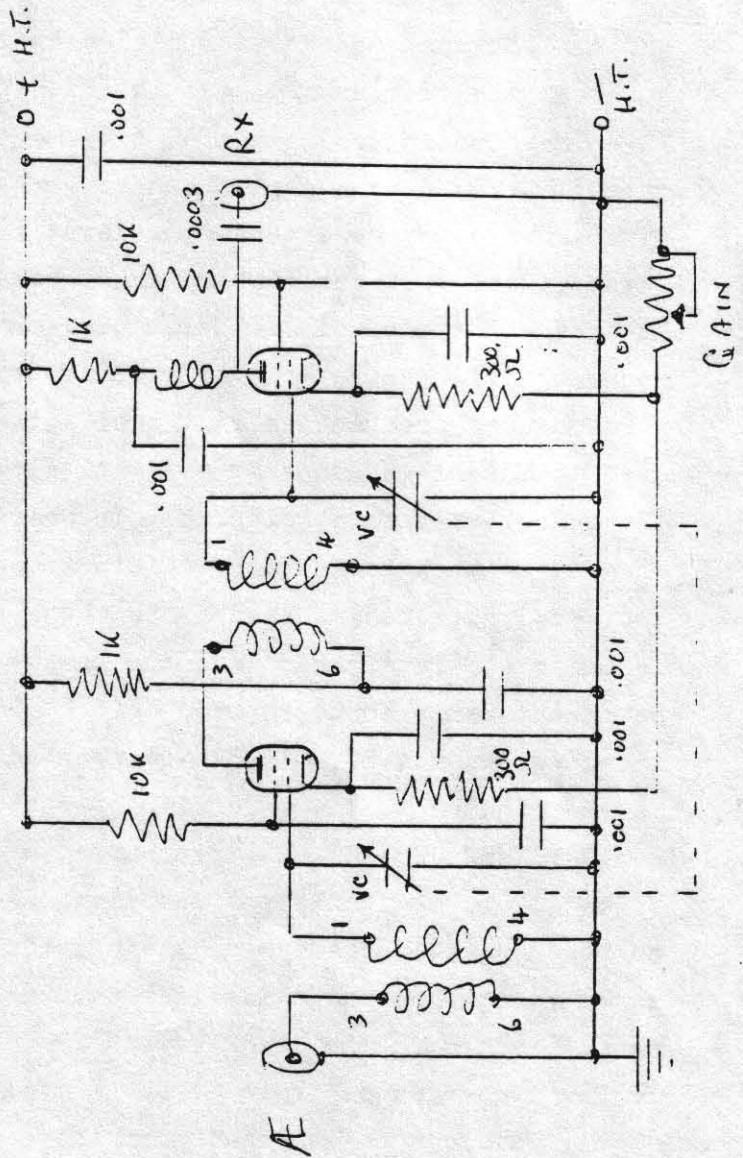 O + H.T.
.001
RX
.0003
10K
1K
.001
300
Ω
.001
GAIN
VC
1
4
O -
H.T.
1K
3
6
.001
.001
10K
300
Ω
.001
VC
1
4
3
6
Æ